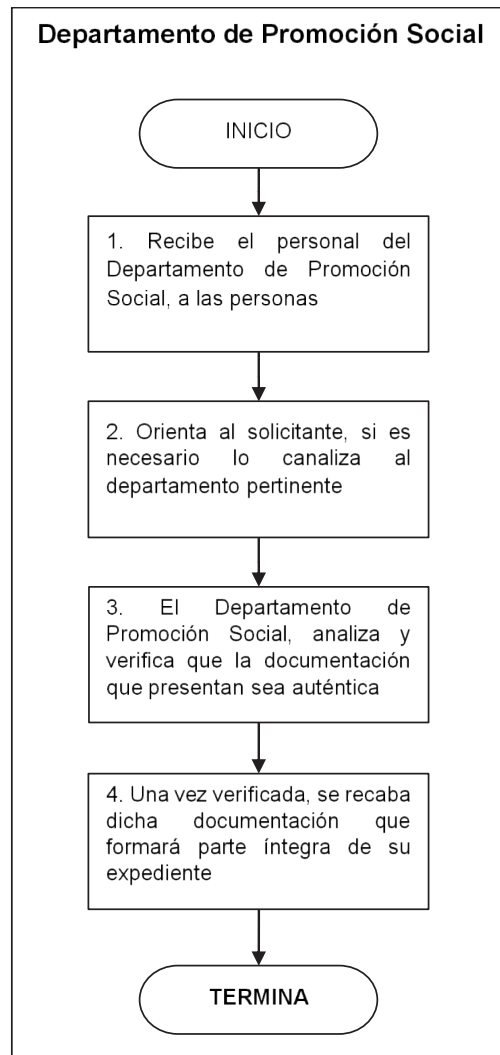 Departamento de Promoción Social
INICIO
1. Recibe el personal del
Departamento de Promoción
Social, a las personas
2. Orienta al solicitante, si es
necesario lo canaliza al
departamento pertinente
3. El Departamento de
Promoción Social, analiza y
verifica que la documentación
que presentan sea auténtica
4. Una vez verificada, se recaba
dicha documentación que
formará parte íntegra de su
expediente
TERMINA